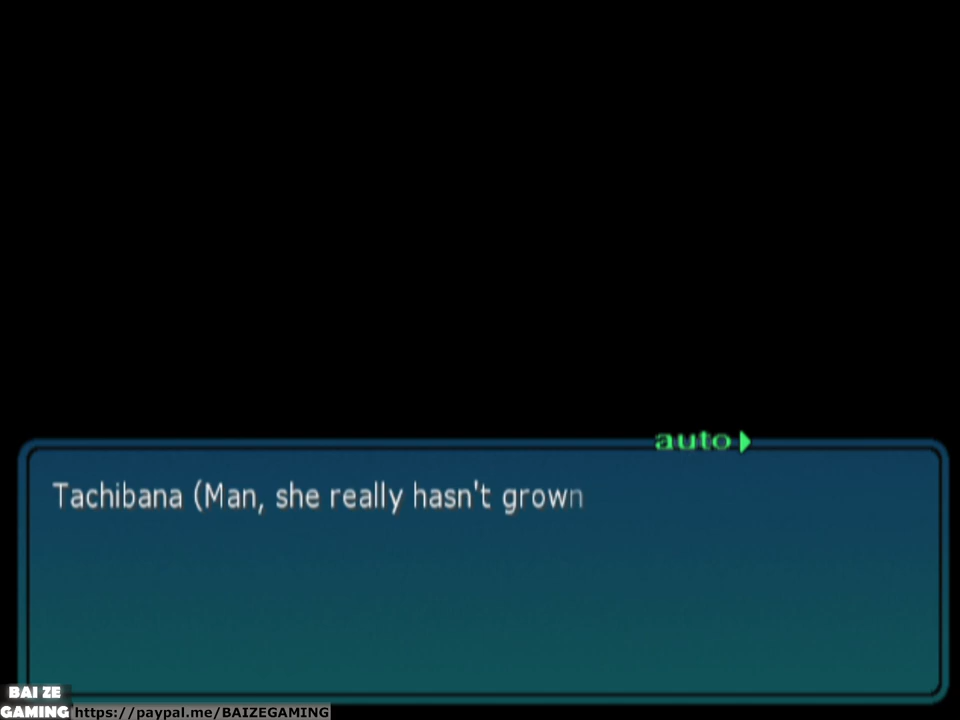 auto
Tachibana (Man, she really hasn't grown
BAI ZE
GAMING https://paypal.me/BAIZEGAMING